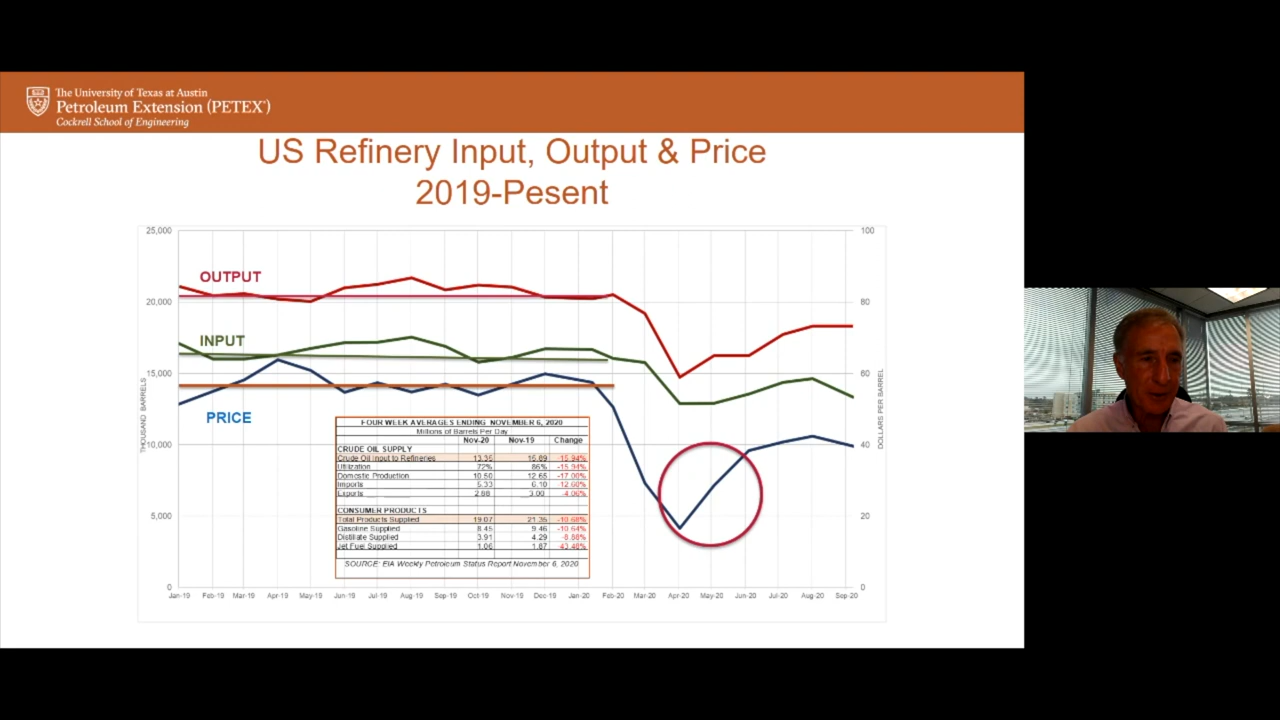 The University of Texas at Austin
Petroleum Extension (PETEX®)
Cockrell School of Engineering
US Refinery Input, Output & Price
2019-Pesent
25,000
20,000
15,000
10,000
5,000
0
THOUSAND BARRELS
100
80
60
40
20
0
DOLLARS PER BARREL
OUTPUT
INPUT
PRICE
FOUR WEEK AVERAGES ENDING NOVEMBER 6, 2020
Millions of Barrels Per Day
Nov-20 Nov-19 Change
CRUDE OIL SUPPLY
Crude Oil Input to Refineries 13.35 15.89 -15.94%
Utilization 72% 86% -15.94%
Domestic Production 10.50 12.65 -17.00%
Imports 5.33 6.10 -12.60%
Exports 2.88 3.00 -4.06%
CONSUMER PRODUCTS
Total Products Supplied 19.07 21.35 -10.68%
Gasoline Supplied 8.45 9.46 -10.64%
Distillate Supplied 3.91 4.29 -8.88%
Jet Fuel Supplied 1.06 1.87 -43.48%
SOURCE: EIA Weekly Petroleum Status Report November 6, 2020
Jan-19 Feb-19 Mar-19 Apr-19 May-19 Jun-19 Jul-19 Aug-19 Sep-19 Oct-19 Nov-19 Dec-19 Jan-20 Feb-20 Mar-20 Apr-20 May-20 Jun-20 Jul-20 Aug-20 Sep-20